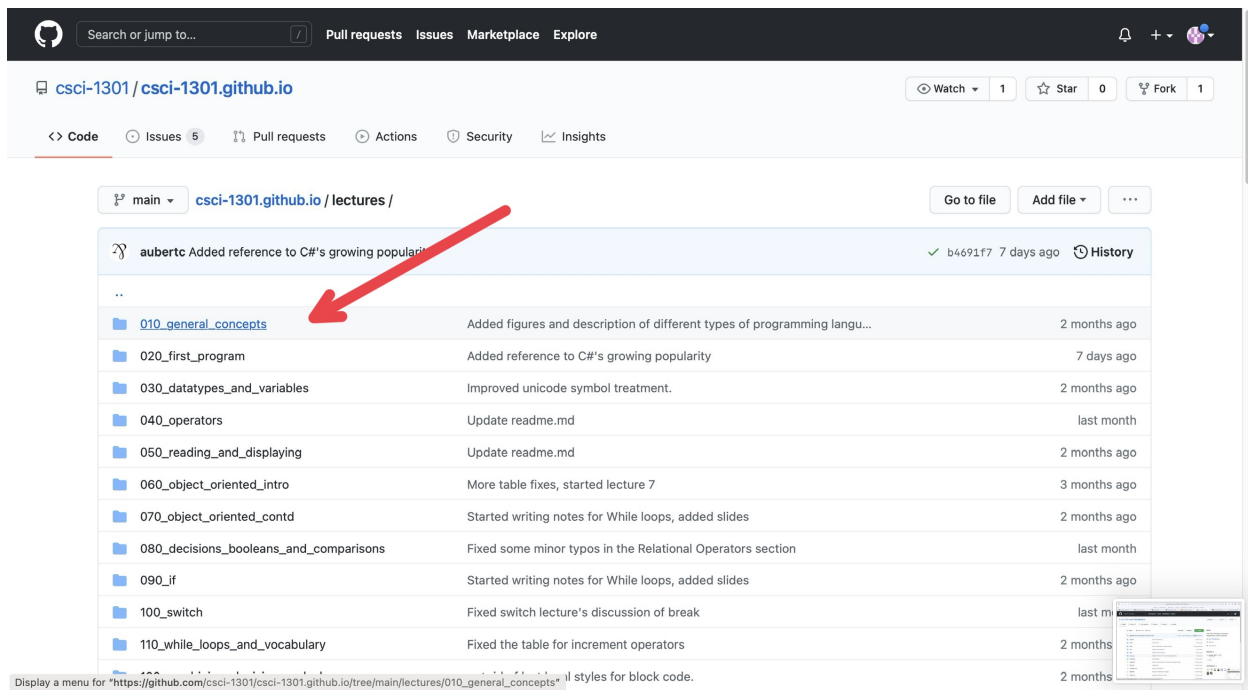 Search or jump to... / Pull requests Issues Marketplace Explore
csci-1301 / csci-1301.github.io Watch 1 Star 0 Fork 1
<> Code Issues 5 Pull requests Actions Security Insights
main csci-1301.github.io / lectures / Go to file Add file ...
aubertc Added reference to C#'s growing popularit b4691f7 7 days ago History
..
010_general_concepts Added figures and description of different types of programming langu... 2 months ago
020_first_program Added reference to C#'s growing popularity 7 days ago
030_datatypes_and_variables Improved unicode symbol treatment. 2 months ago
040_operators Update readme.md last month
050_reading_and_displaying Update readme.md 2 months ago
060_object_oriented_intro More table fixes, started lecture 7 3 months ago
070_object_oriented_contd Started writing notes for While loops, added slides 2 months ago
080_decisions_booleans_and_comparisons Fixed some minor typos in the Relational Operators section last month
090_if Started writing notes for While loops, added slides 2 months ago
100_switch Fixed switch lecture's discussion of break last m
110_while_loops_and_vocabulary Fixed the table for increment operators 2 months
styles for block code. 2 months
Display a menu for "https://github.com/csci-1301/csci-1301.github.io/tree/main/lectures/010_general_concepts"